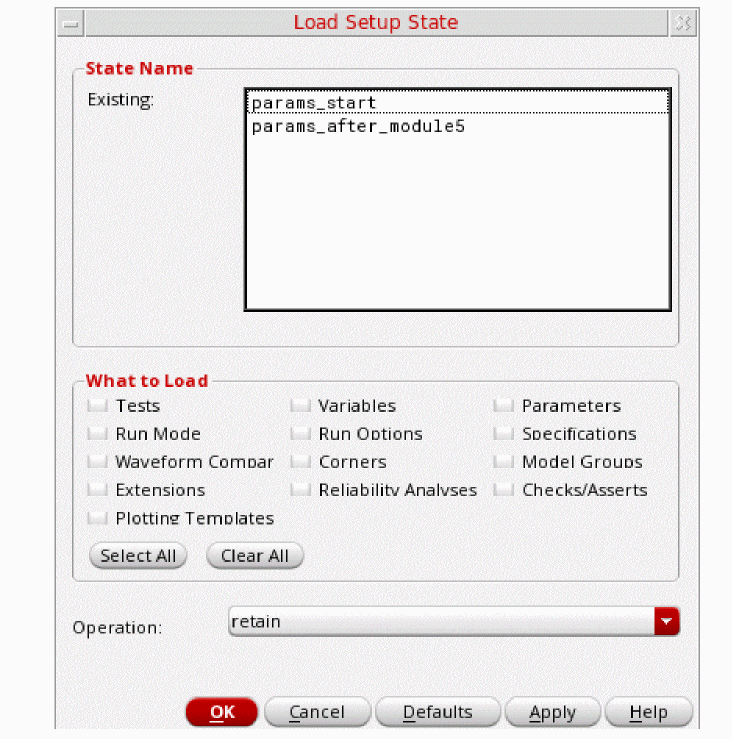 Load Setup State
State Name
Existing:
params_start
params_after_module5
What to Load
Tests Variables Parameters
Run Mode Run Options Specifications
Waveform Compar Corners Model Groups
Extensions Reliability Analyses Checks/Asserts
Plotting Templates
Select All Clear All
Operation: retain
OK Cancel Defaults Apply Help